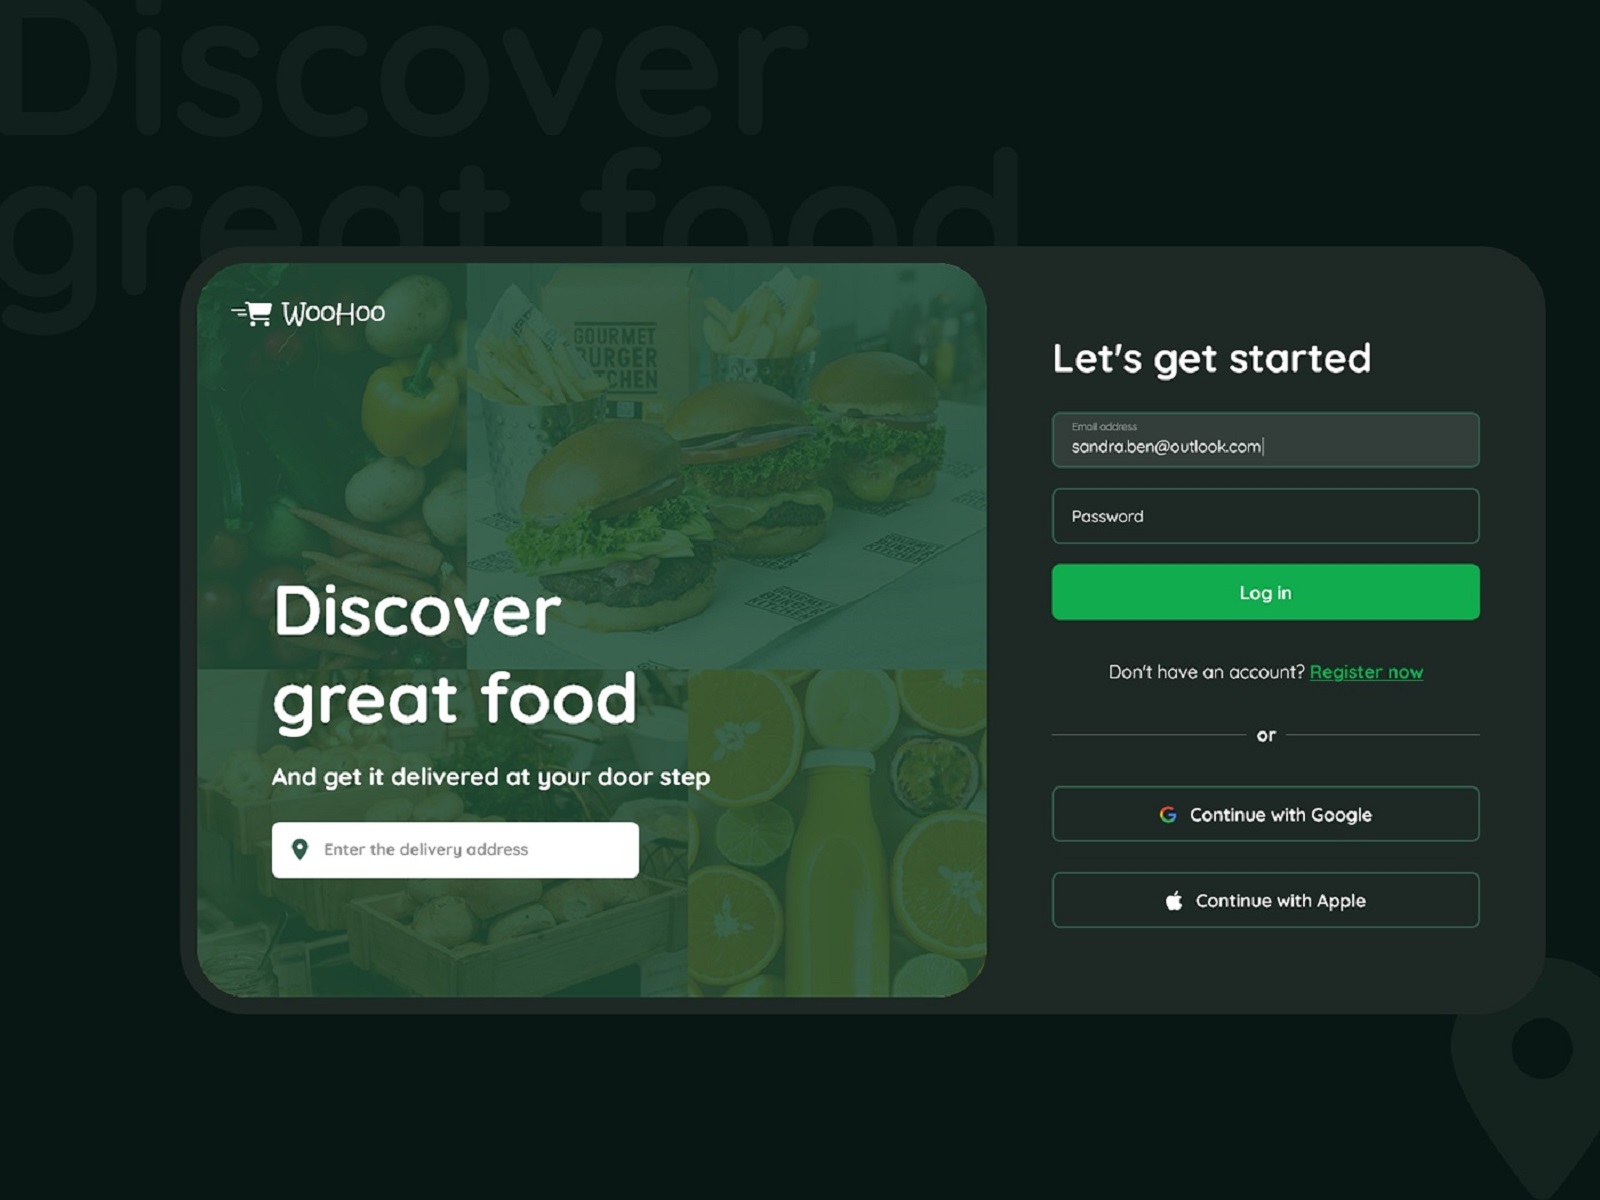 Discover
great food
WooHoo
GOURMET
BURGER
KITCHEN
Discover
great food
And get it delivered at your door step
Enter the delivery address
Let's get started
Email address
sandra.ben@outlook.com
Password
Log in
Don't have an account? Register now
or
Continue with Google
Continue with Apple